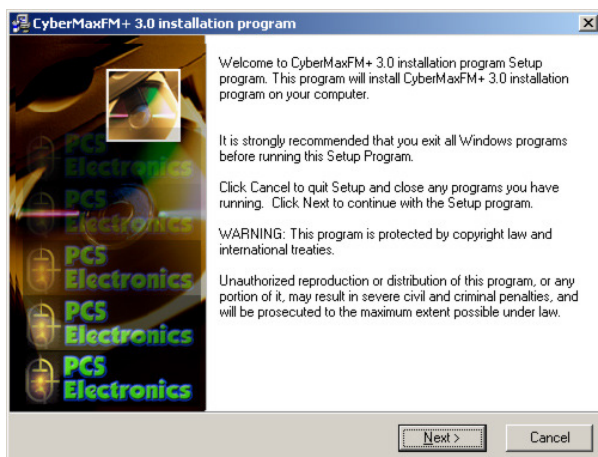 CyberMaxFM+ 3.0 installation program
Welcome to CyberMaxFM+ 3.0 installation program Setup
program. This program will install CyberMaxFM+ 3.0 installation
program on your computer.
It is strongly recommended that you exit all Windows programs
before running this Setup Program.
Click Cancel to quit Setup and close any programs you have
running. Click Next to continue with the Setup program.
WARNING: This program is protected by copyright law and
international treaties.
Unauthorized reproduction or distribution of this program, or any
portion of it, may result in severe civil and criminal penalties, and
will be prosecuted to the maximum extent possible under law.
PCS
Electronics
PCS
Electronics
PCS
Electronics
PCS
Electronics
PCS
Electronics
Next >
Cancel